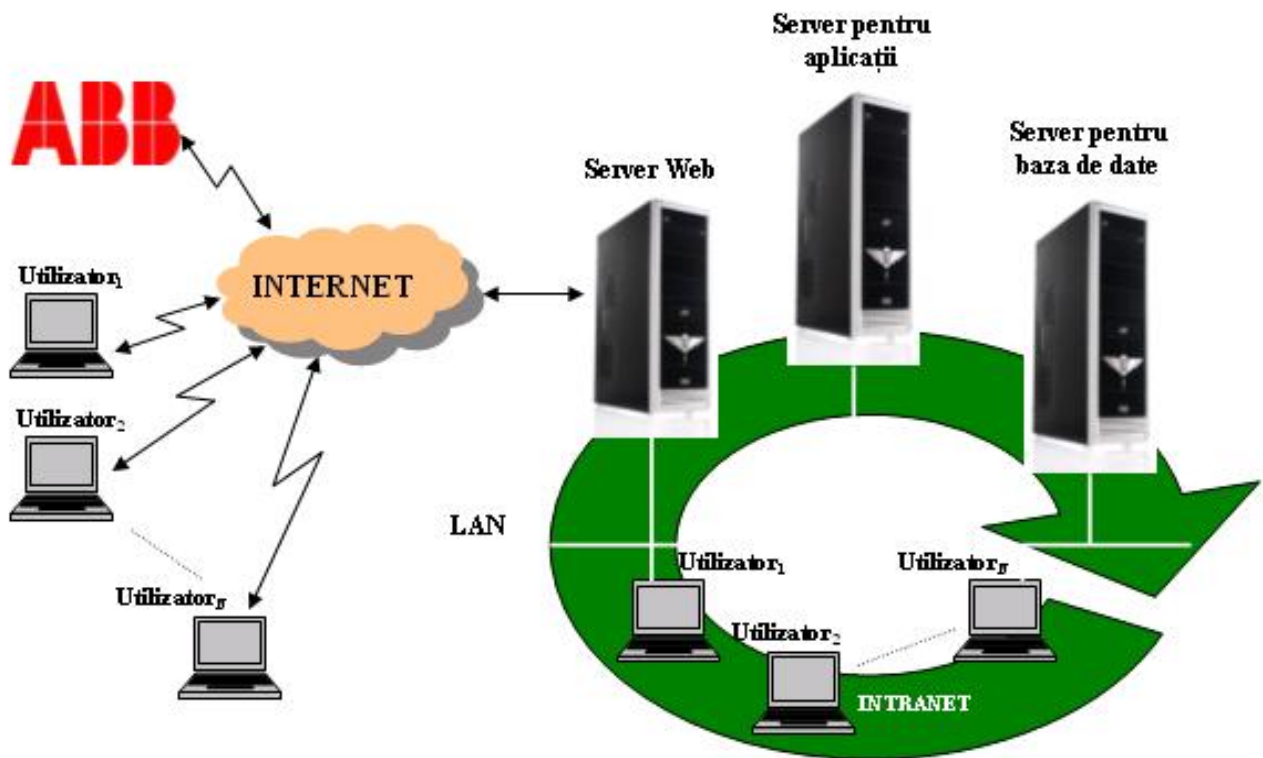 Server pentru
aplicații
Server pentru
baza de date
Server Web
ABB
INTERNET
Utilizator₁
Utilizator₂
Utilizatorₙ
LAN
Utilizator₁
Utilizatorₙ
Utilizator₂
INTRANET